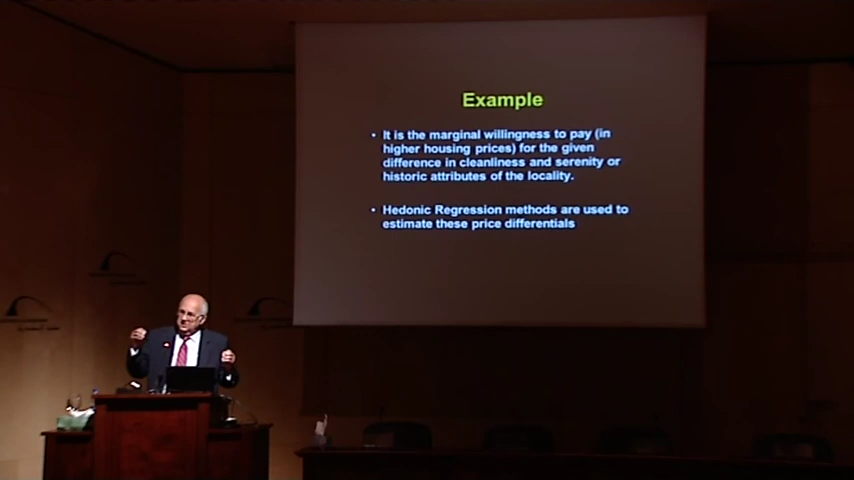 Example
• It is the marginal willingness to pay (in
higher housing prices) for the given
difference in cleanliness and serenity or
historic attributes of the locality.
• Hedonic Regression methods are used to
estimate these price differentials